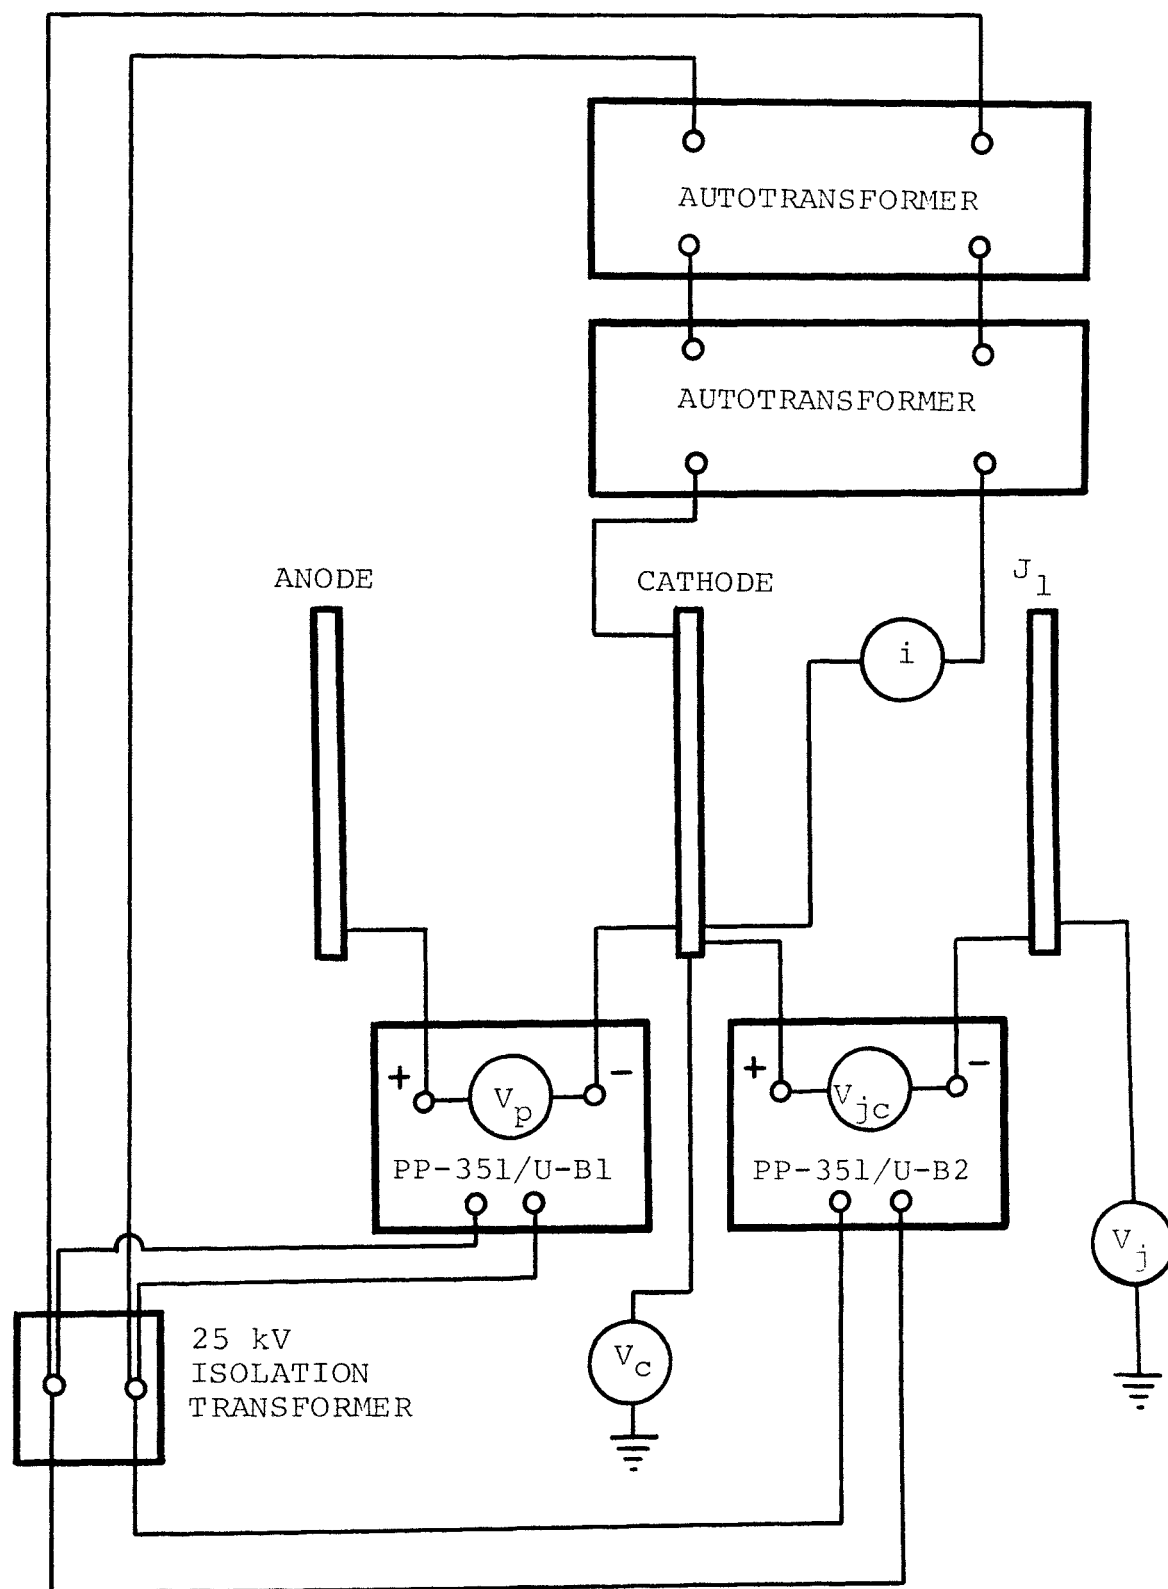 AUTOTRANSFORMER
AUTOTRANSFORMER
ANODE
CATHODE
J1
i
+
Vp
-
PP-351/U-B1
+
Vjc
-
PP-351/U-B2
Vj
25 kV
ISOLATION
TRANSFORMER
Vc